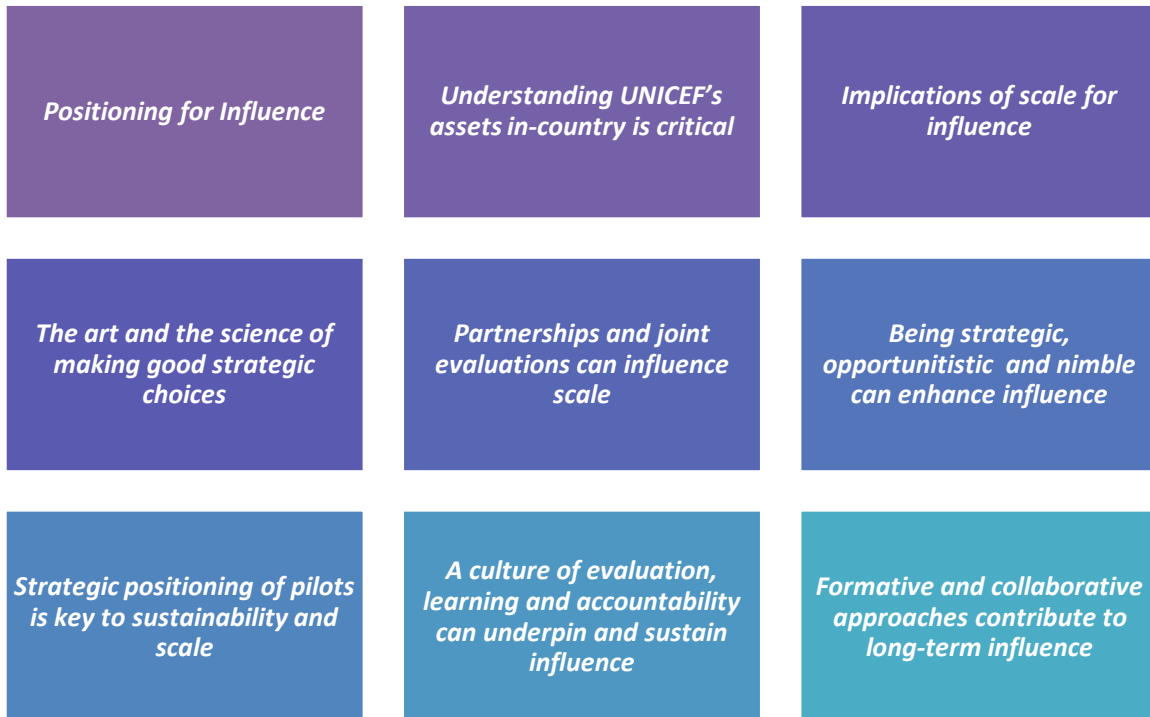 Positioning for Influence
Understanding UNICEF’s
assets in-country is critical
Implications of scale for
influence
The art and the science of
making good strategic
choices
Partnerships and joint
evaluations can influence
scale
Being strategic,
opportunitistic  and nimble
can enhance influence
Strategic positioning of pilots
is key to sustainability and
scale
A culture of evaluation,
learning and accountability
can underpin and sustain
influence
Formative and collaborative
approaches contribute to
long-term influence